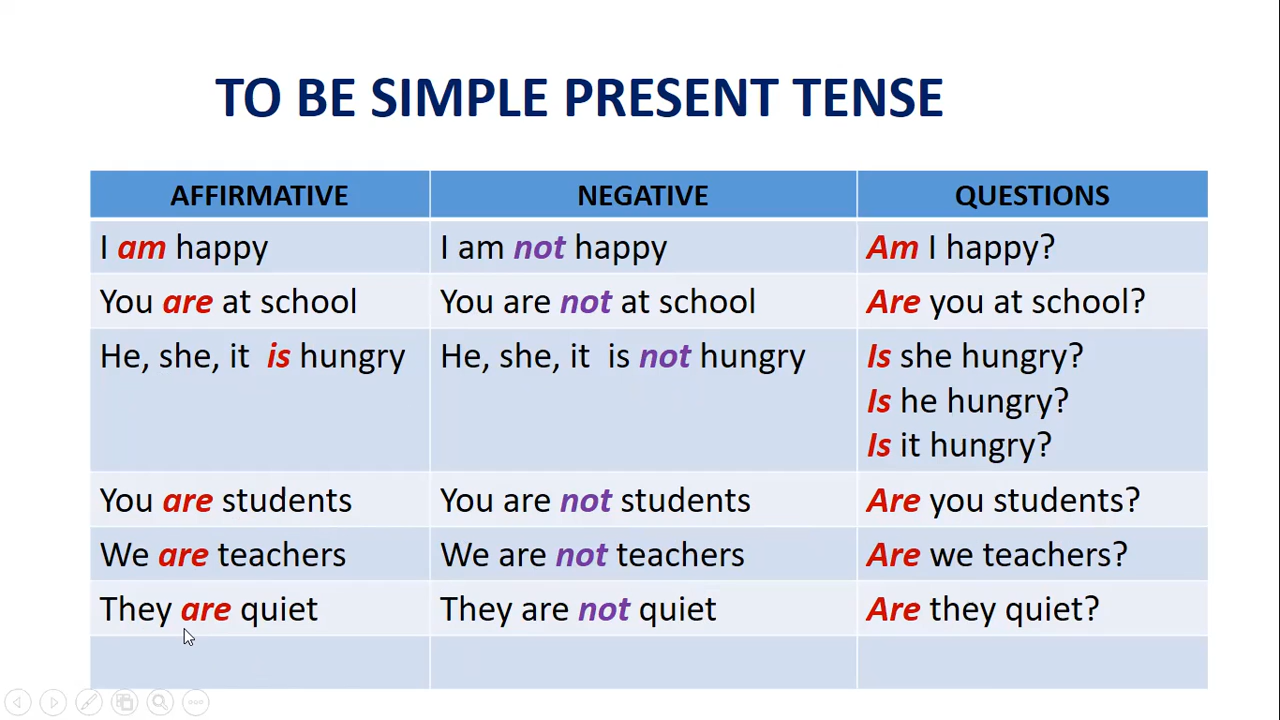 TO BE SIMPLE PRESENT TENSE
AFFIRMATIVE NEGATIVE QUESTIONS
I am happy I am not happy Am I happy?
You are at school You are not at school Are you at school?
He, she, it is hungry He, she, it is not hungry Is she hungry?
Is he hungry?
Is it hungry?
You are students You are not students Are you students?
We are teachers We are not teachers Are we teachers?
They are quiet They are not quiet Are they quiet?